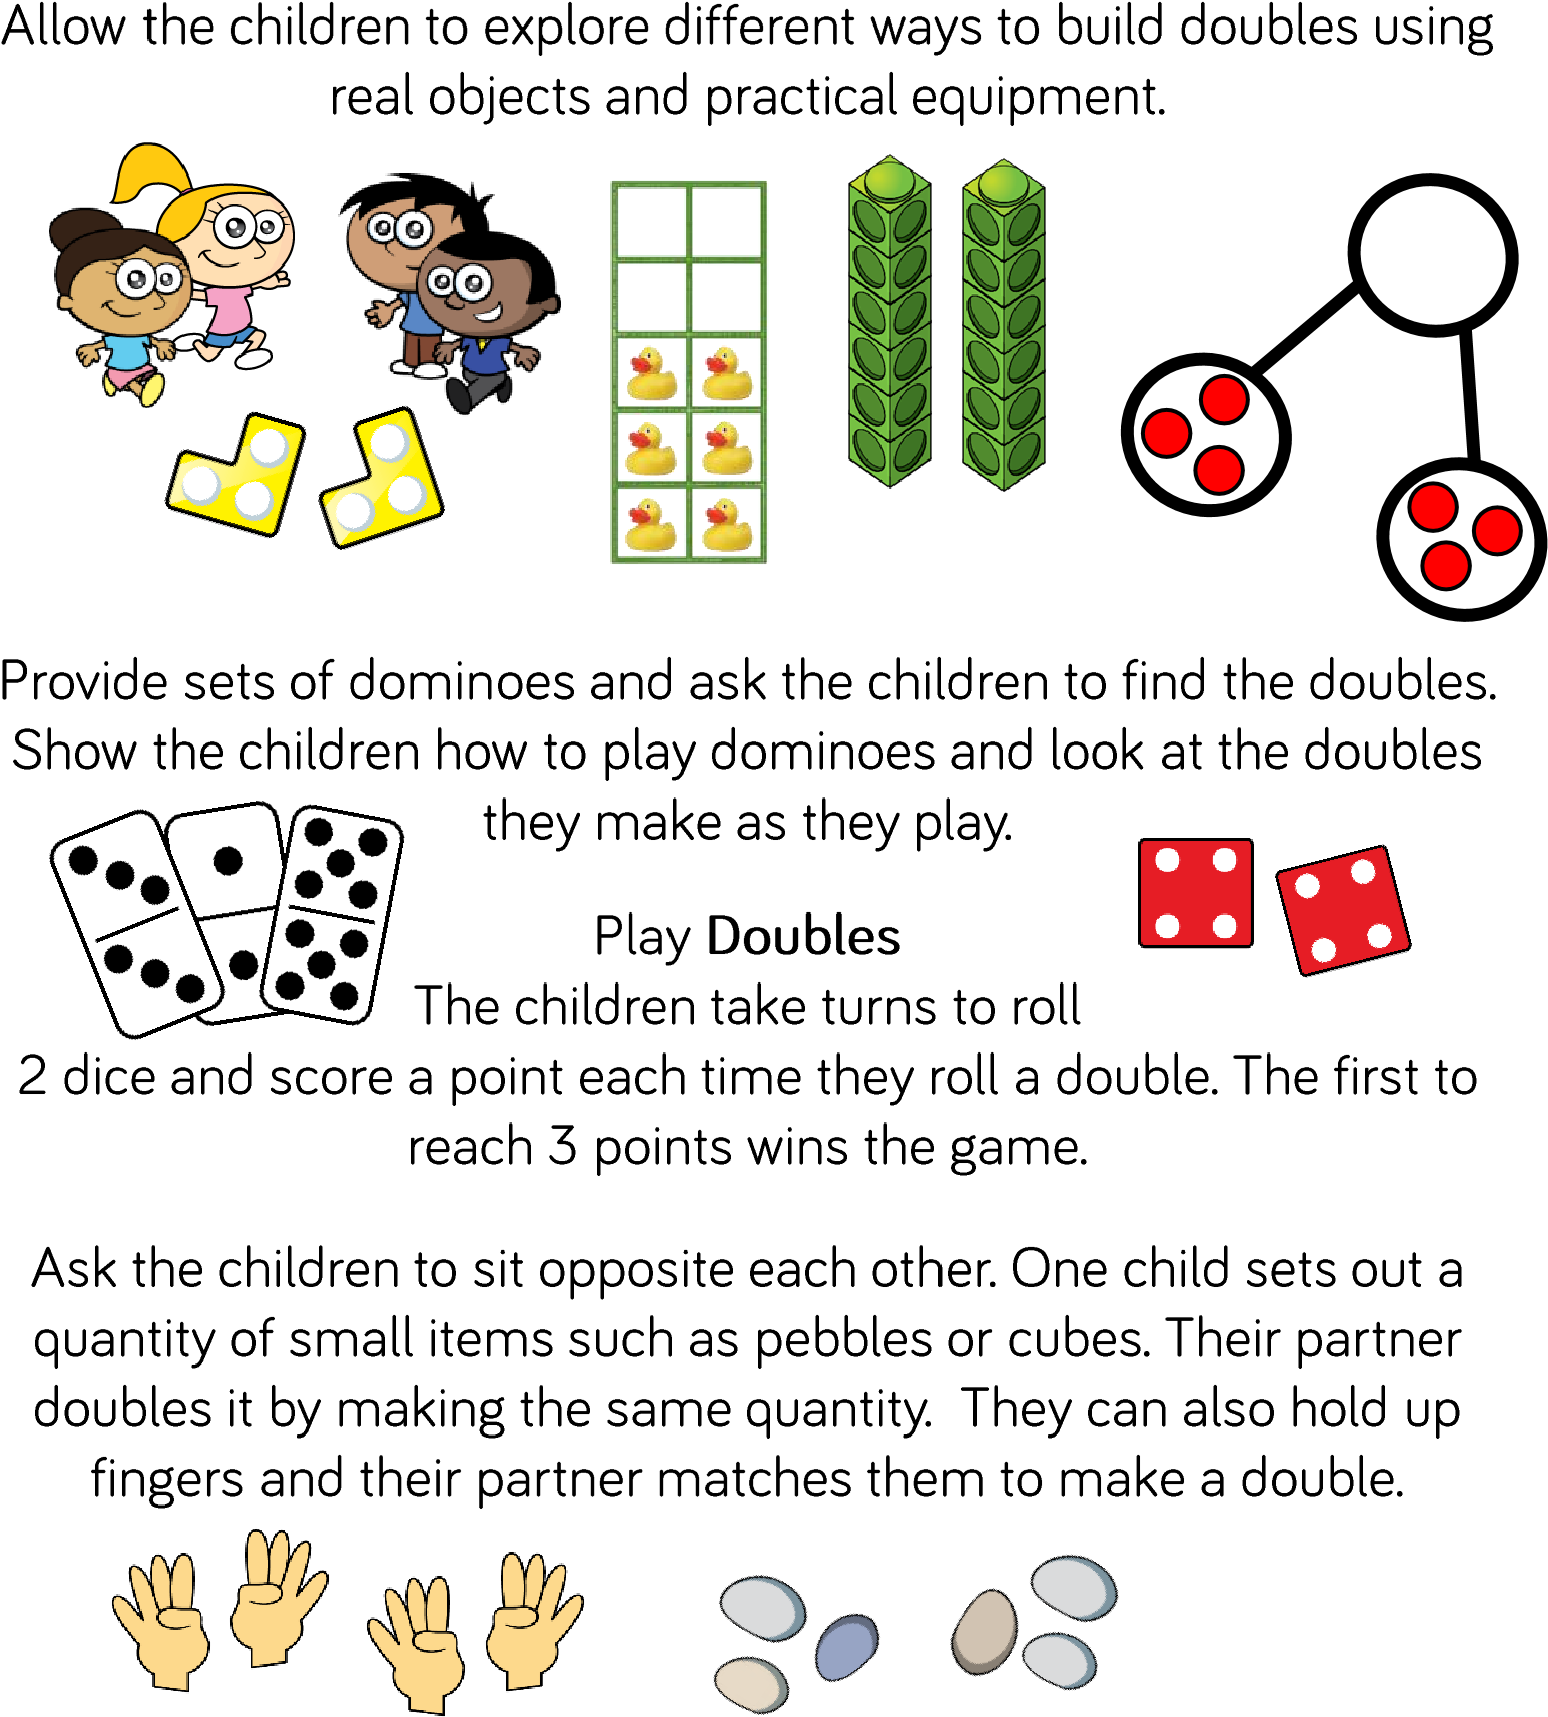 Allow the children to explore different ways to build doubles using
real objects and practical equipment.
Provide sets of dominoes and ask the children to find the doubles.
Show the children how to play dominoes and look at the doubles
they make as they play.
Play Doubles
The children take turns to roll
2 dice and score a point each time they roll a double. The first to
reach 3 points wins the game.
Ask the children to sit opposite each other. One child sets out a
quantity of small items such as pebbles or cubes. Their partner
doubles it by making the same quantity.  They can also hold up
fingers and their partner matches them to make a double.